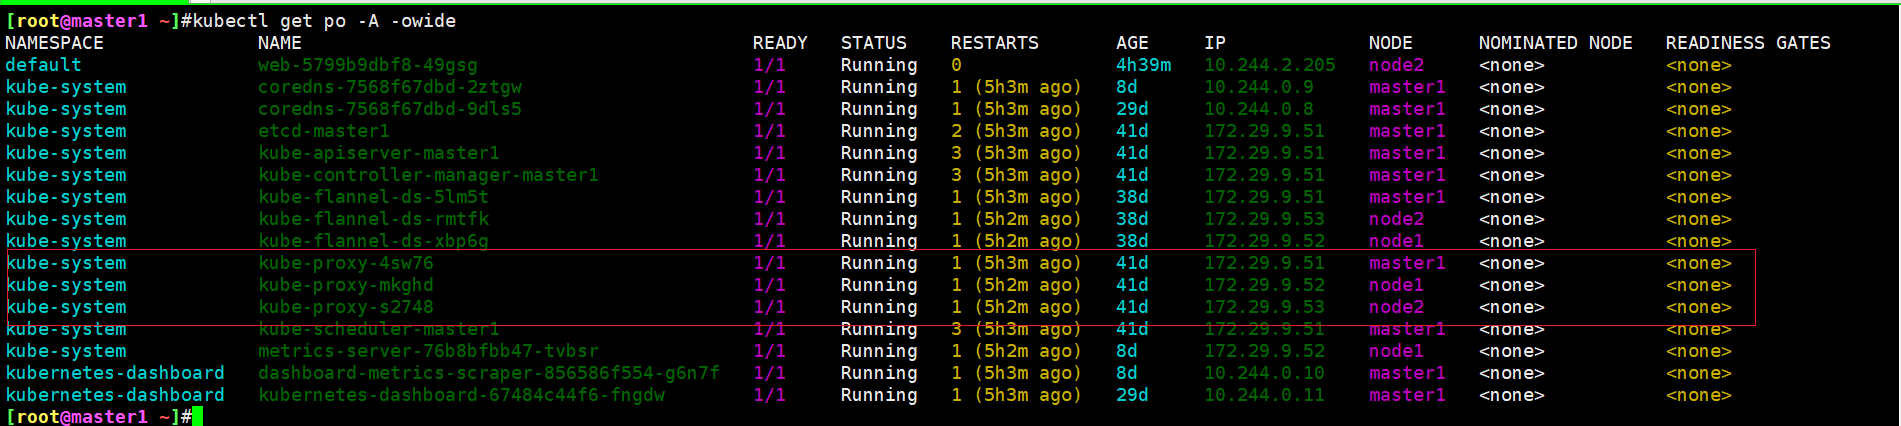 [root@master1 ~]#kubectl get po -A -owide
NAMESPACE NAME READY STATUS RESTARTS AGE IP NODE NOMINATED NODE READINESS GATES
default web-5799b9dbf8-49gsg 1/1 Running 0 4h39m 10.244.2.205 node2 <none> <none>
kube-system coredns-7568f67dbd-2ztgw 1/1 Running 1 (5h3m ago) 8d 10.244.0.9 master1 <none> <none>
kube-system coredns-7568f67dbd-9dls5 1/1 Running 1 (5h3m ago) 29d 10.244.0.8 master1 <none> <none>
kube-system etcd-master1 1/1 Running 2 (5h3m ago) 41d 172.29.9.51 master1 <none> <none>
kube-system kube-apiserver-master1 1/1 Running 3 (5h3m ago) 41d 172.29.9.51 master1 <none> <none>
kube-system kube-controller-manager-master1 1/1 Running 3 (5h3m ago) 41d 172.29.9.51 master1 <none> <none>
kube-system kube-flannel-ds-5lm5t 1/1 Running 1 (5h3m ago) 38d 172.29.9.51 master1 <none> <none>
kube-system kube-flannel-ds-rmtfk 1/1 Running 1 (5h2m ago) 38d 172.29.9.53 node2 <none> <none>
kube-system kube-flannel-ds-xbp6g 1/1 Running 1 (5h2m ago) 38d 172.29.9.52 node1 <none> <none>
kube-system kube-proxy-4sw76 1/1 Running 1 (5h3m ago) 41d 172.29.9.51 master1 <none> <none>
kube-system kube-proxy-mkghd 1/1 Running 1 (5h2m ago) 41d 172.29.9.52 node1 <none> <none>
kube-system kube-proxy-s2748 1/1 Running 1 (5h2m ago) 41d 172.29.9.53 node2 <none> <none>
kube-system kube-scheduler-master1 1/1 Running 3 (5h3m ago) 41d 172.29.9.51 master1 <none> <none>
kube-system metrics-server-76b8bfbb47-tvbsr 1/1 Running 1 (5h2m ago) 8d 172.29.9.52 node1 <none> <none>
kubernetes-dashboard dashboard-metrics-scraper-856586f554-g6n7f 1/1 Running 1 (5h3m ago) 8d 10.244.0.10 master1 <none> <none>
kubernetes-dashboard kubernetes-dashboard-67484c44f6-fngdw 1/1 Running 1 (5h3m ago) 29d 10.244.0.11 master1 <none> <none>
[root@master1 ~]#